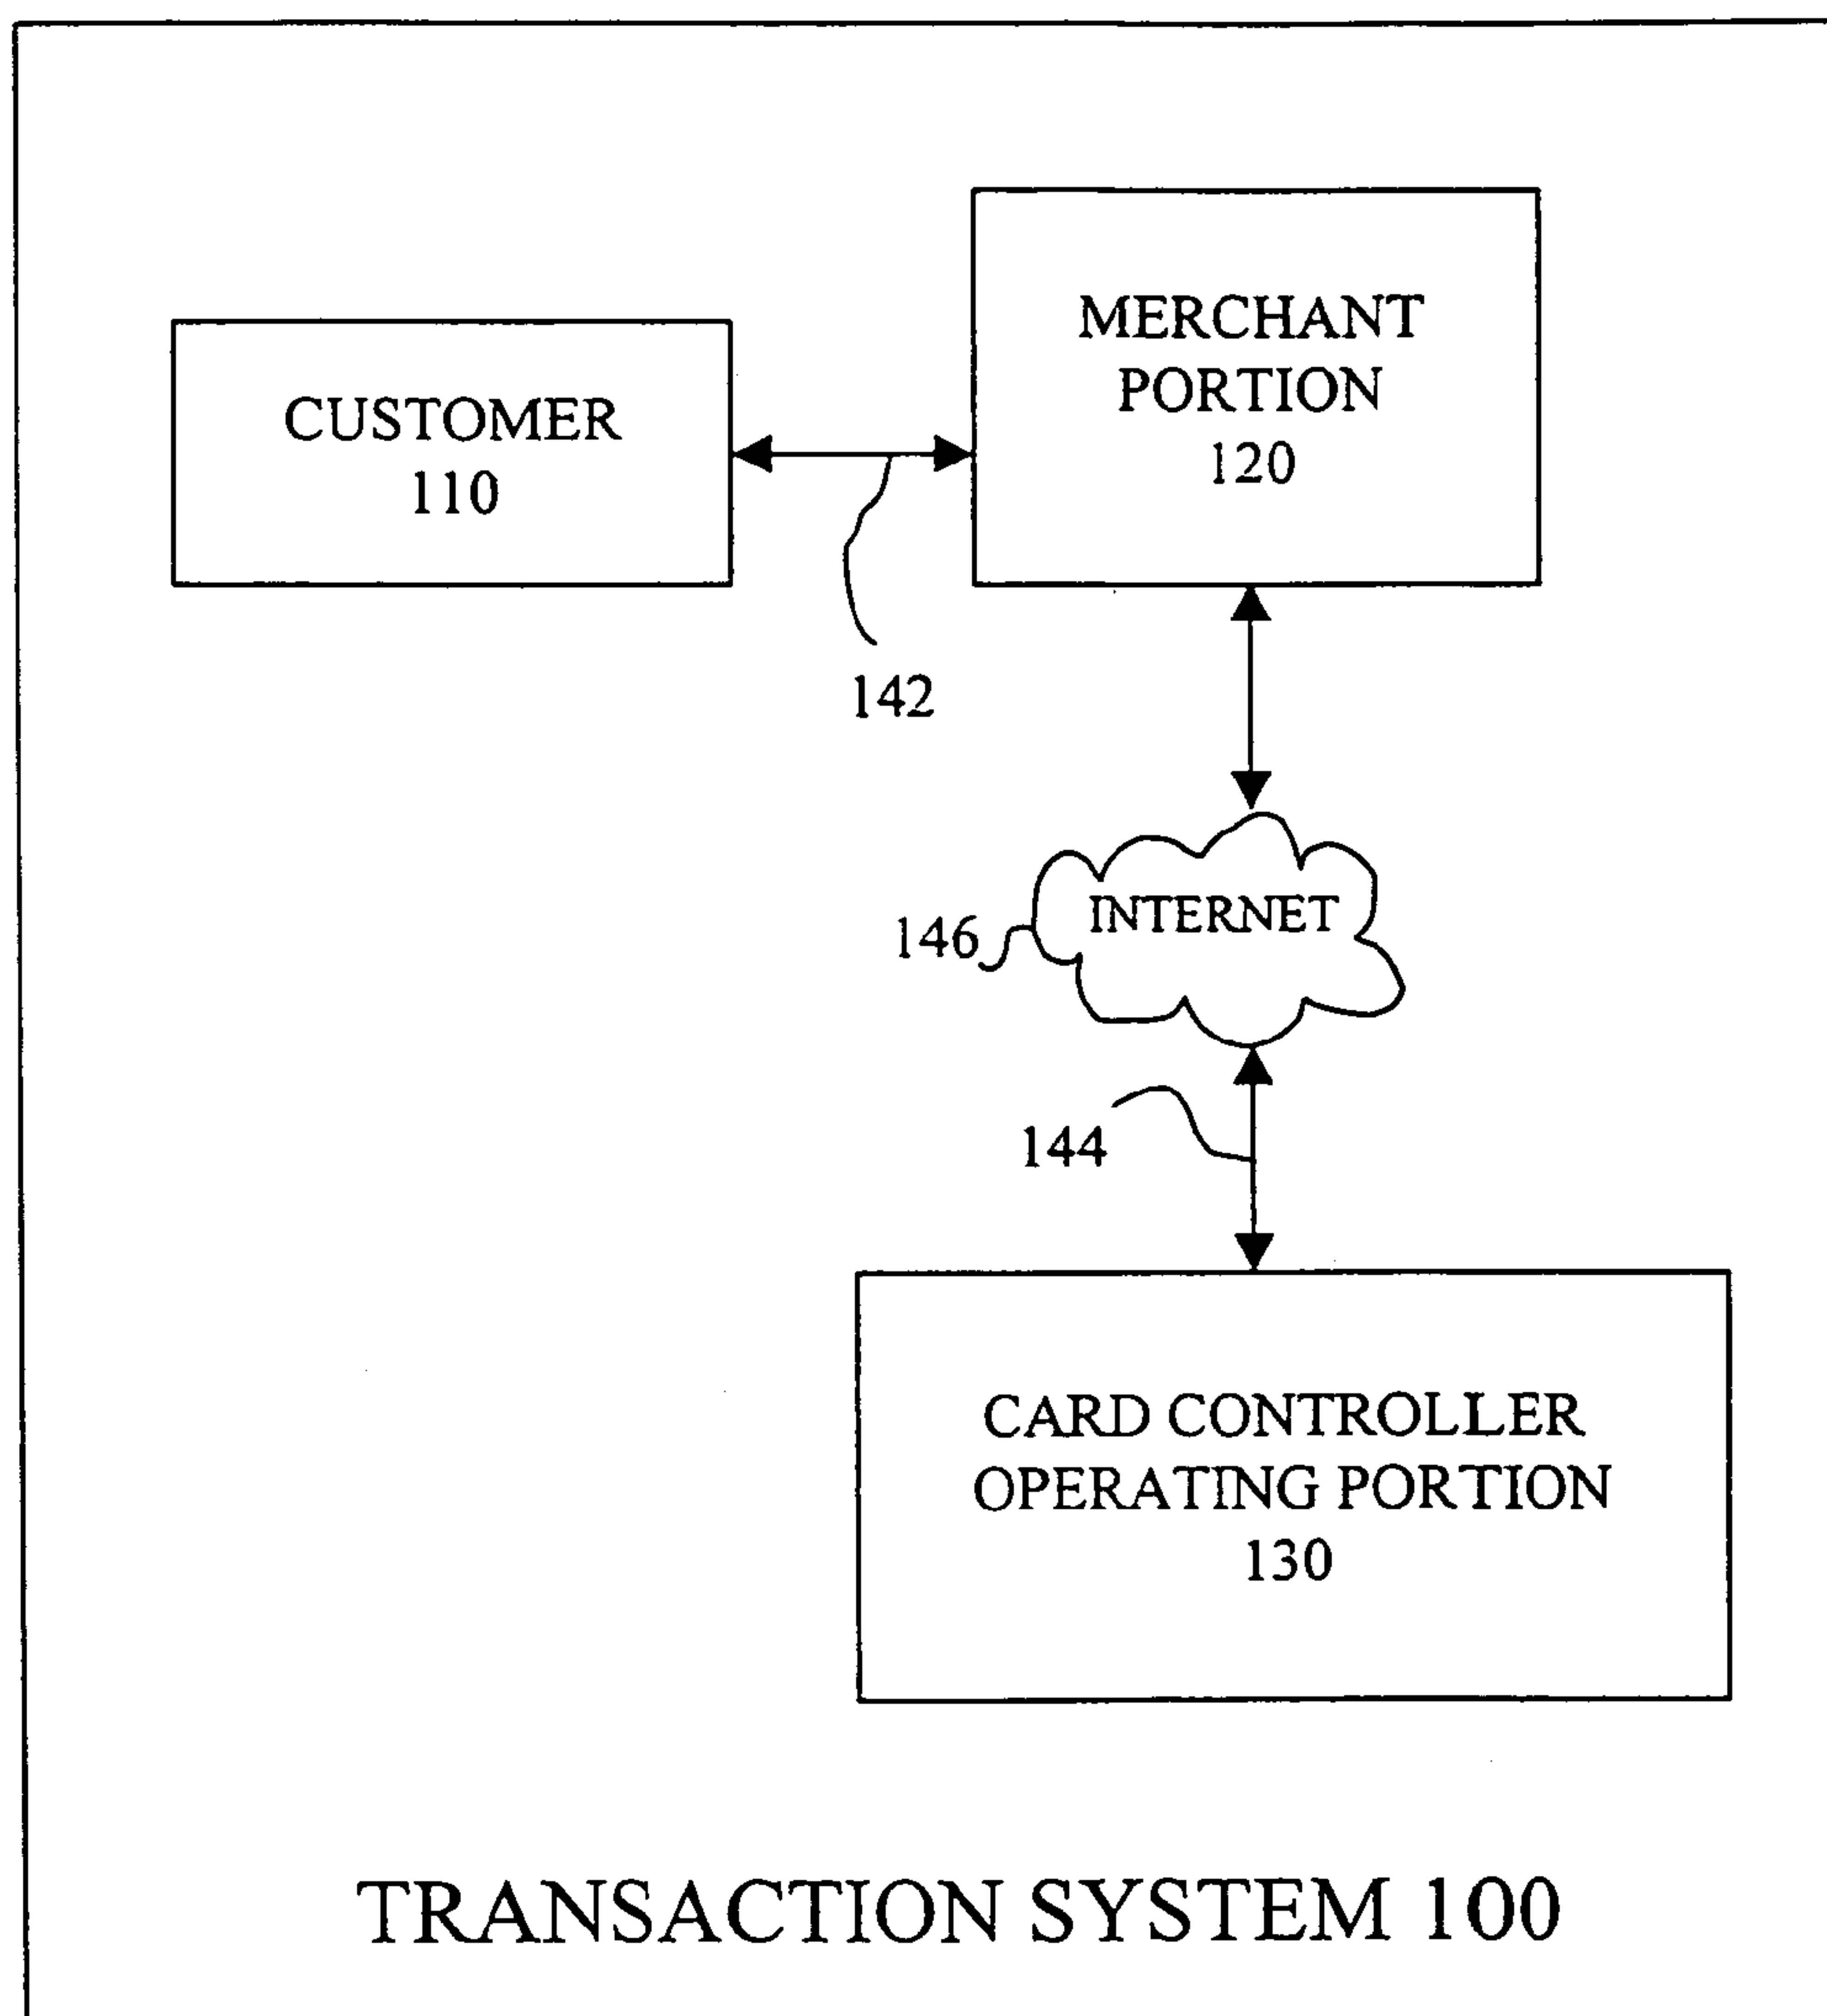 MERCHANT
PORTION
120
CUSTOMER
110
142
INTERNET
146
144
CARD CONTROLLER
OPERATING PORTION
130
TRANSACTION SYSTEM 100